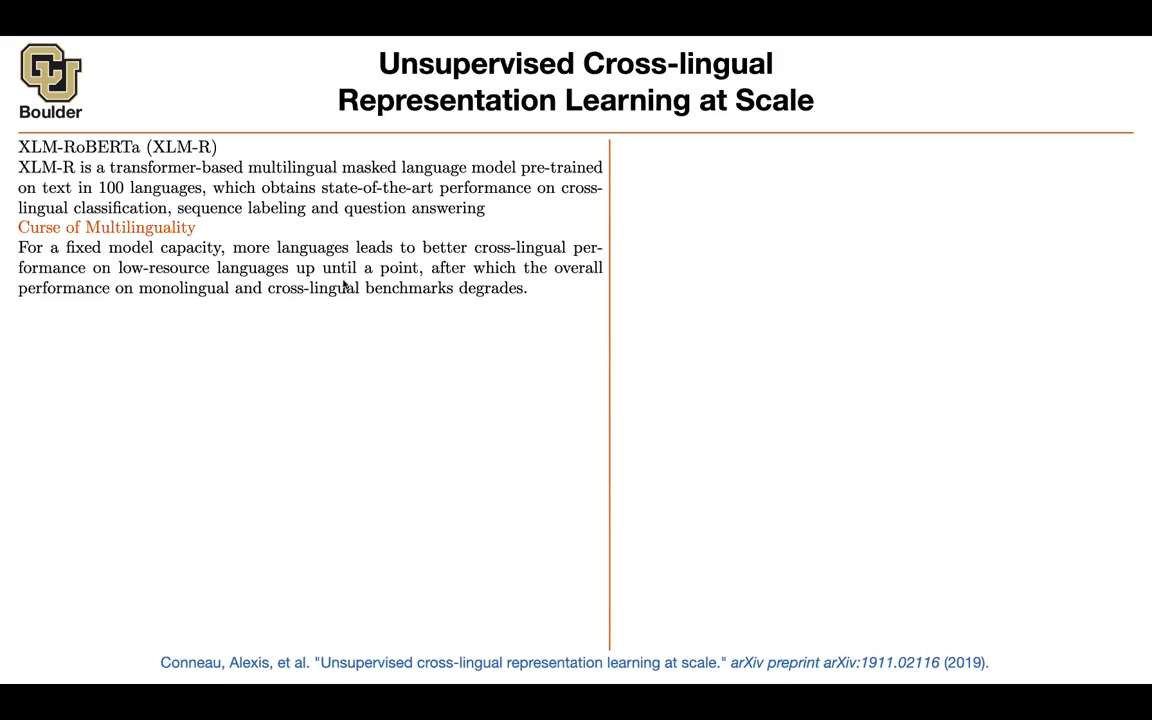 Boulder
Unsupervised Cross-lingual
Representation Learning at Scale
XLM-RoBERTa (XLM-R)
XLM-R is a transformer-based multilingual masked language model pre-trained
on text in 100 languages, which obtains state-of-the-art performance on cross-
lingual classification, sequence labeling and question answering
Curse of Multilinguality
For a fixed model capacity, more languages leads to better cross-lingual per-
formance on low-resource languages up until a point, after which the overall
performance on monolingual and cross-lingual benchmarks degrades.
Conneau, Alexis, et al. "Unsupervised cross-lingual representation learning at scale." arXiv preprint arXiv:1911.02116 (2019).